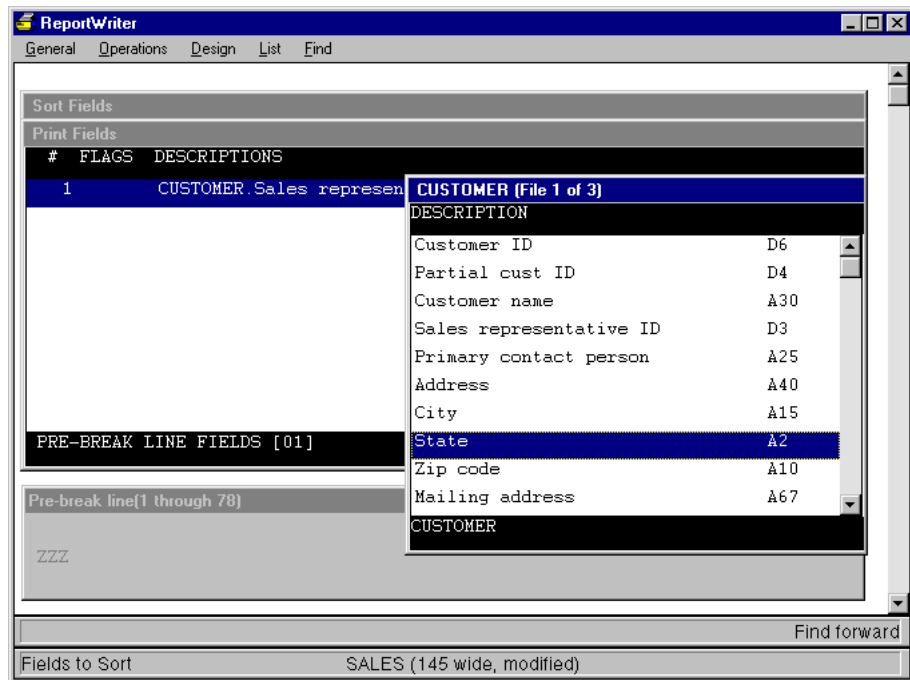 ReportWriter
General Operations Design List Find
Sort Fields
Print Fields
# FLAGS DESCRIPTIONS
1 CUSTOMER.Sales represen
CUSTOMER (File 1 of 3)
DESCRIPTION
Customer ID D6
Partial cust ID D4
Customer name A30
Sales representative ID D3
Primary contact person A25
Address A40
City A15
State A2
Zip code A10
Mailing address A67
CUSTOMER
PRE-BREAK LINE FIELDS [01]
Pre-break line(1 through 78)
ZZZ
Find forward
Fields to Sort SALES (145 wide, modified)